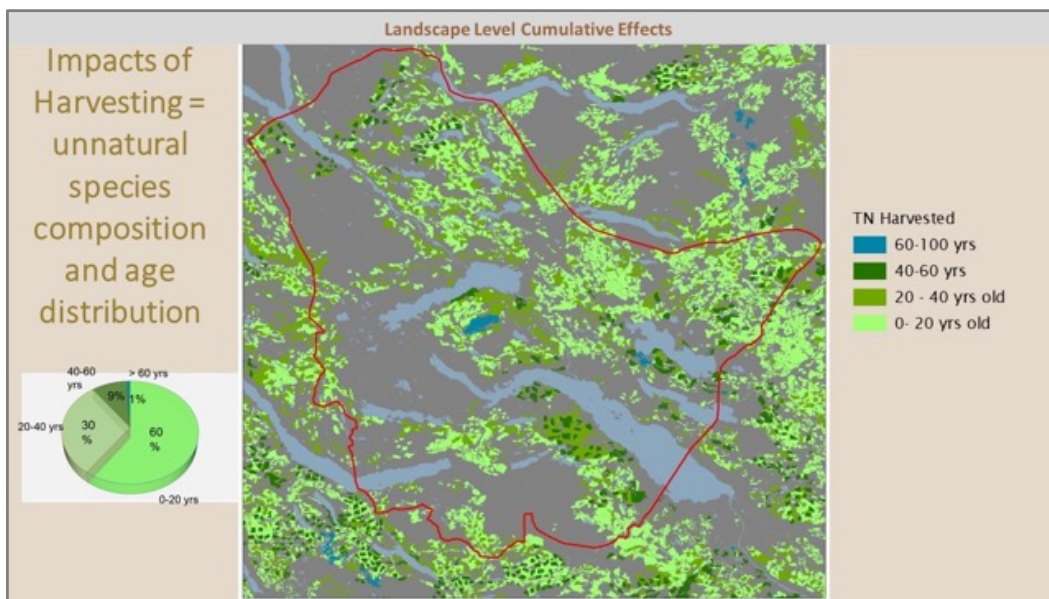 Landscape Level Cumulative Effects
Impacts of
Harvesting =
unnatural
species
composition
and age
distribution
40-60
yrs
> 60 yrs
9%
1%
20-40 yrs
30
%
60
%
0-20 yrs
TN Harvested
60-100 yrs
40-60 yrs
20 - 40 yrs old
0- 20 yrs old